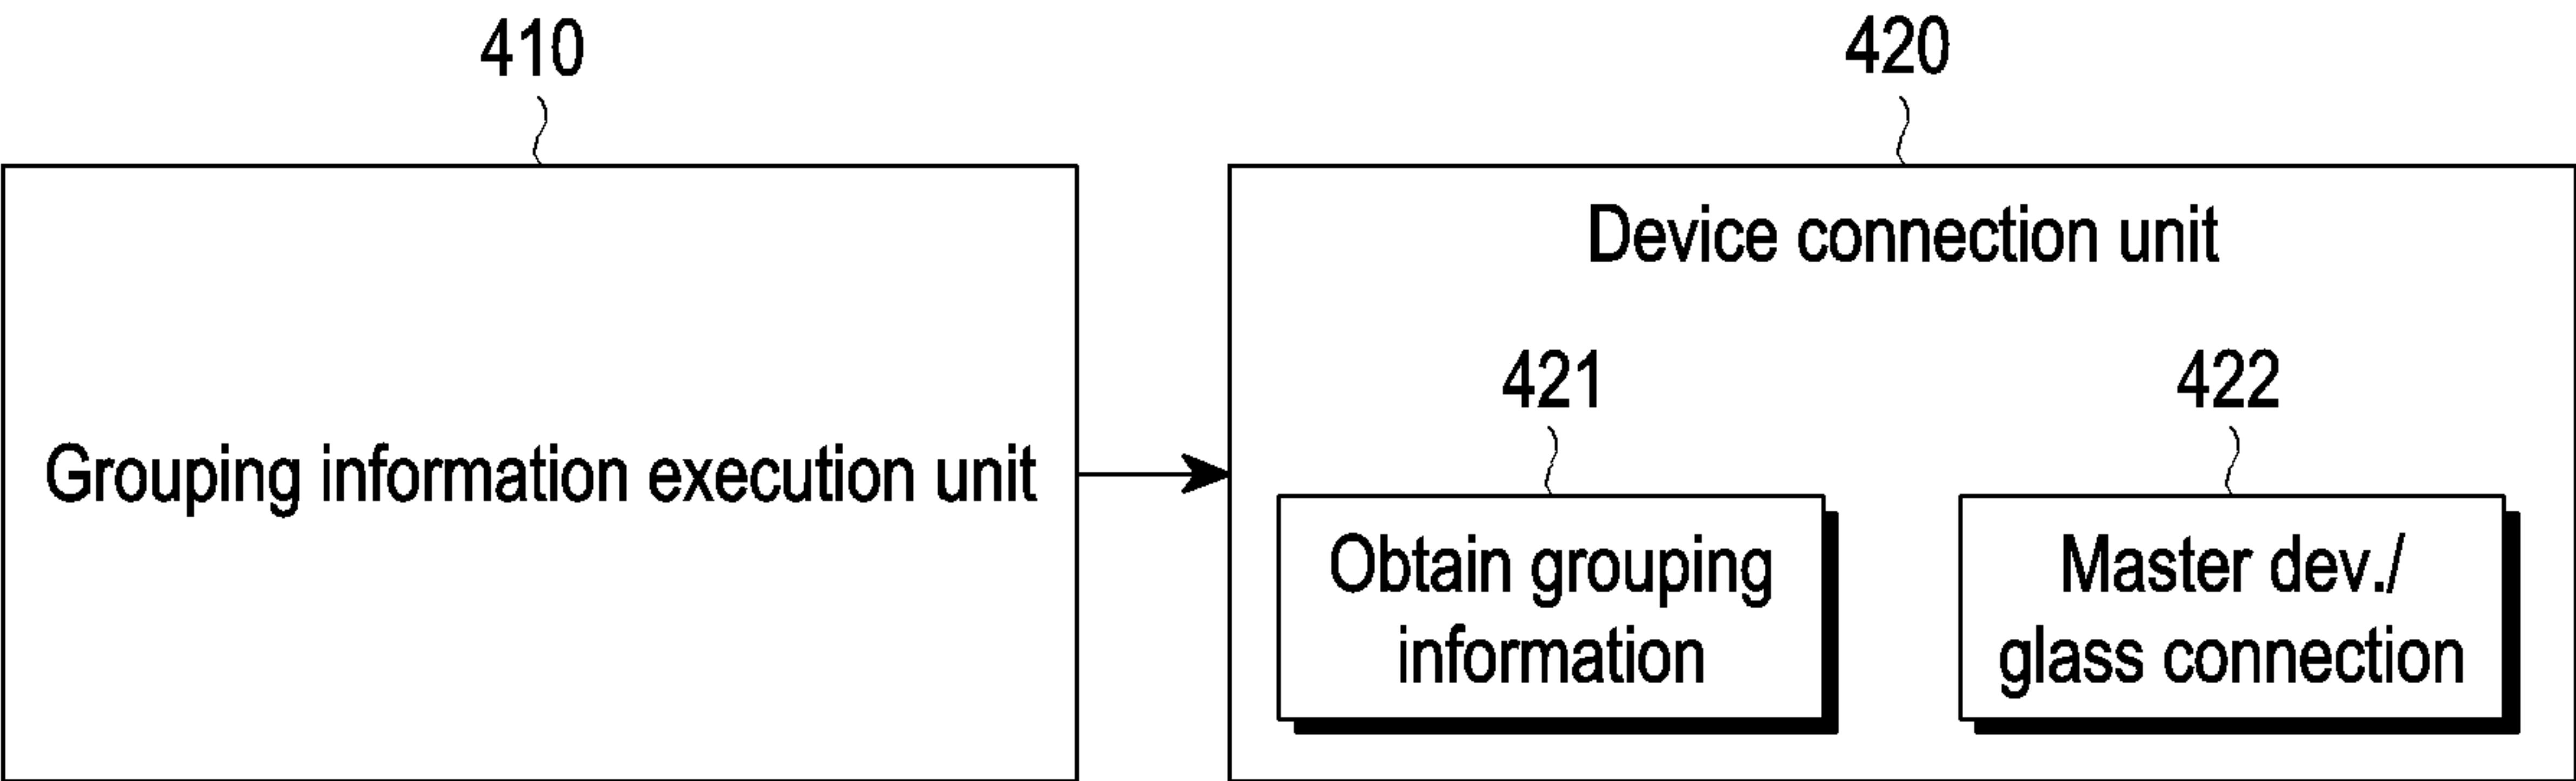 410
420
Grouping information execution unit
Device connection unit
421
422
Obtain grouping
information
Master dev./
glass connection